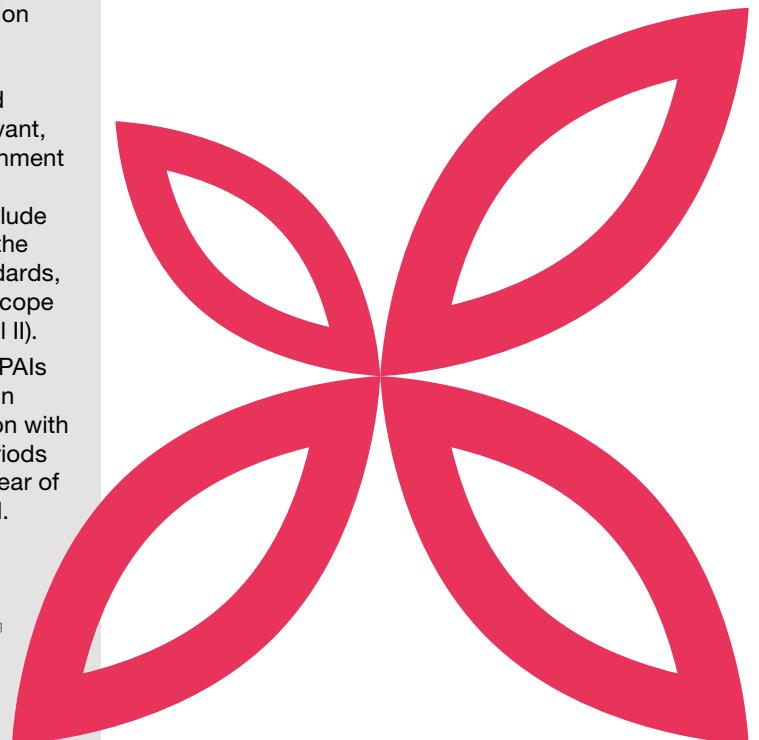 on
vant,
nment
lude
the
dards,
cope
l II).
PAIs
n
on with
riods
ear of